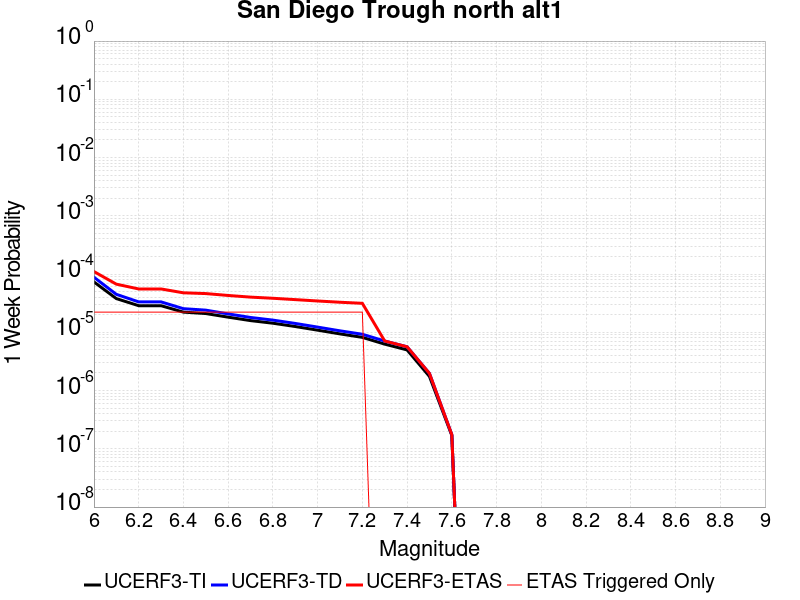 San Diego Trough north alt1
10^0
10^-1
10^-2
10^-3
10^-4
10^-5
10^-6
10^-7
10^-8
1 Week Probability
6 6.2 6.4 6.6 6.8 7 7.2 7.4 7.6 7.8 8 8.2 8.4 8.6 8.8 9
Magnitude
UCERF3-TI UCERF3-TD UCERF3-ETAS ETAS Triggered Only